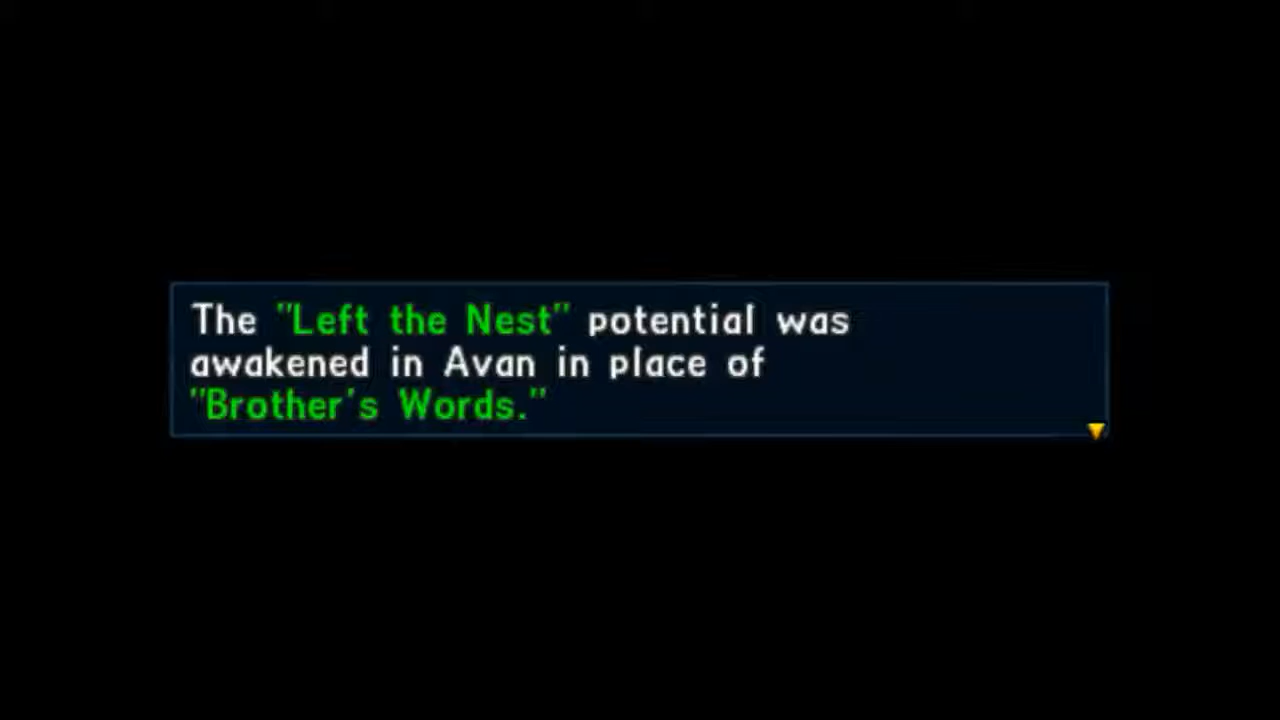 The "Left the Nest" potential was
awakened in Avan in place of
"Brother's Words."